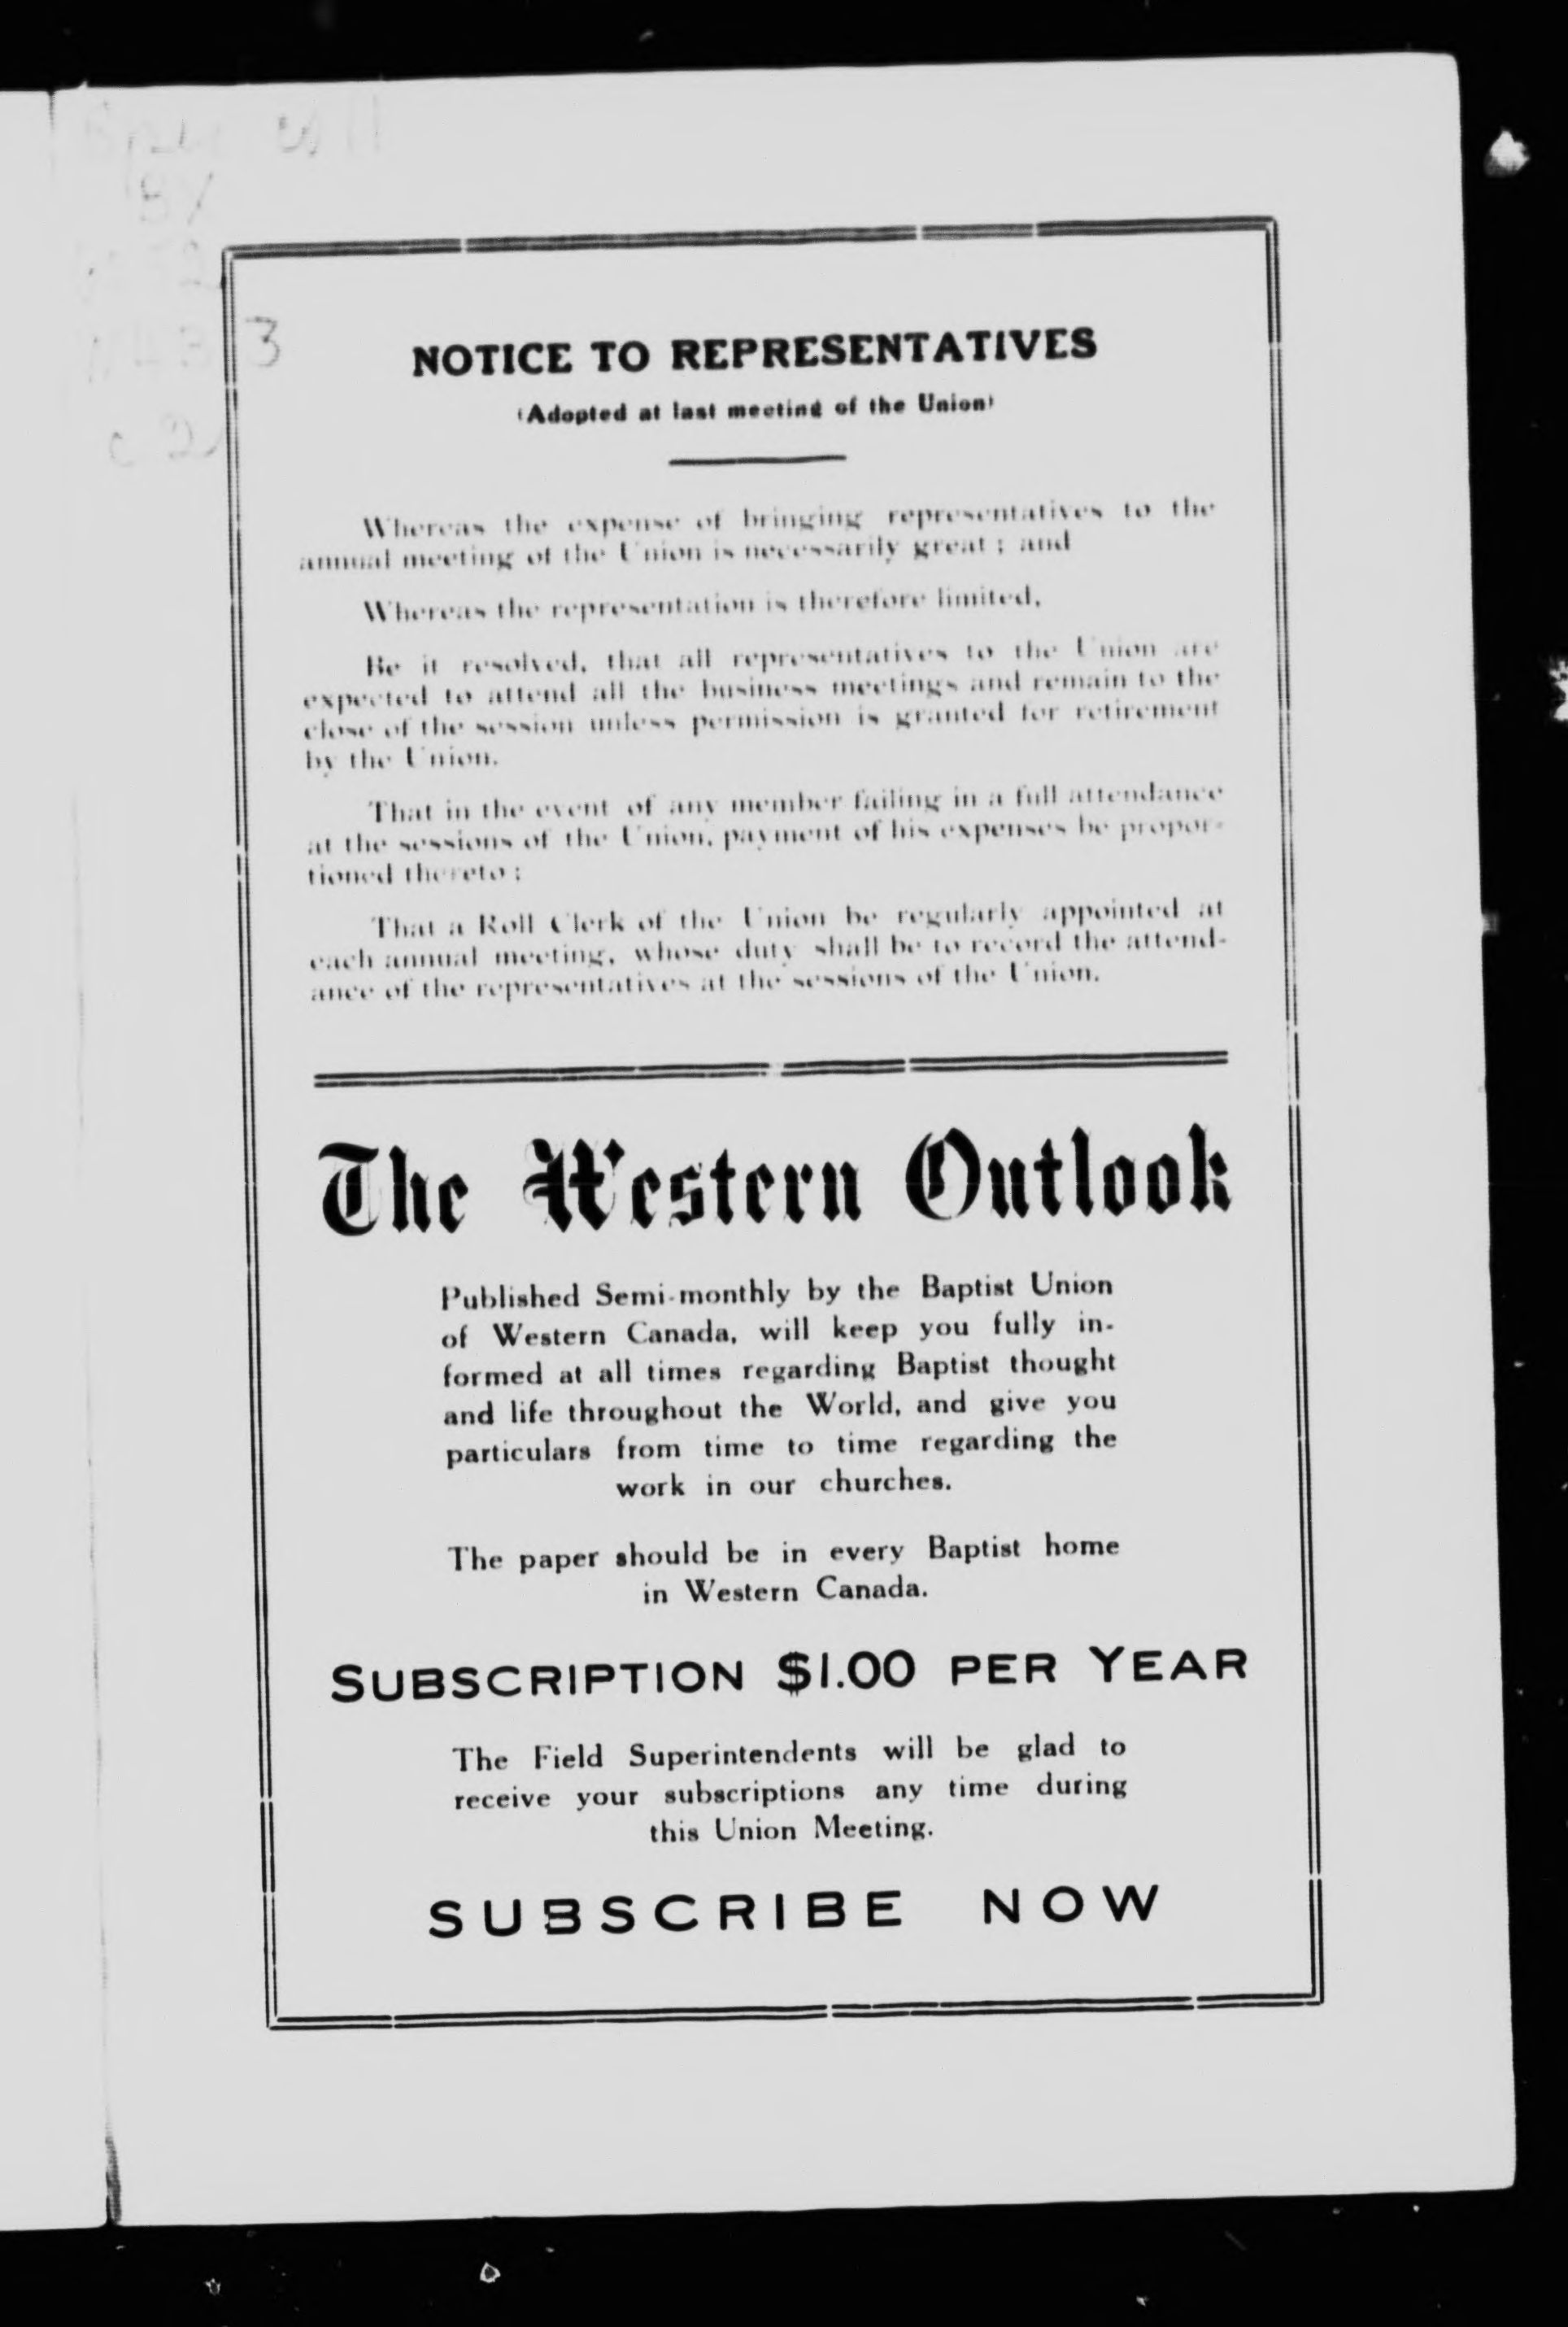 3
NOTICE TO REPRESENTATIVES
(Adopted at last meeting of the Union)
Whereas the expense of bringing representatives to the
annual meeting of the Union is necessarily great; and
Whereas the representation is therefore limited,
Be it resolved, that all representatives to the Union are
expected to attend all the business meetings and remain to the
close of the session unless permission is granted for retirement
by the Union.
That in the event of any member failing in a full attendance
at the sessions of the Union, payment of his expenses be propor-
tioned thereto;
That a Roll Clerk of the Union be regularly appointed at
each annual meeting, whose duty shall be to record the attend-
ance of the representatives at the sessions of the Union.
The Western Outlook
Published Semi-monthly by the Baptist Union
of Western Canada, will keep you fully in-
formed at all times regarding Baptist thought
and life throughout the World, and give you
particulars from time to time regarding the
work in our churches.
The paper should be in every Baptist home
in Western Canada.
SUBSCRIPTION $1.00 PER YEAR
The Field Superintendents will be glad to
receive your subscriptions any time during
this Union Meeting.
SUBSCRIBE NOW